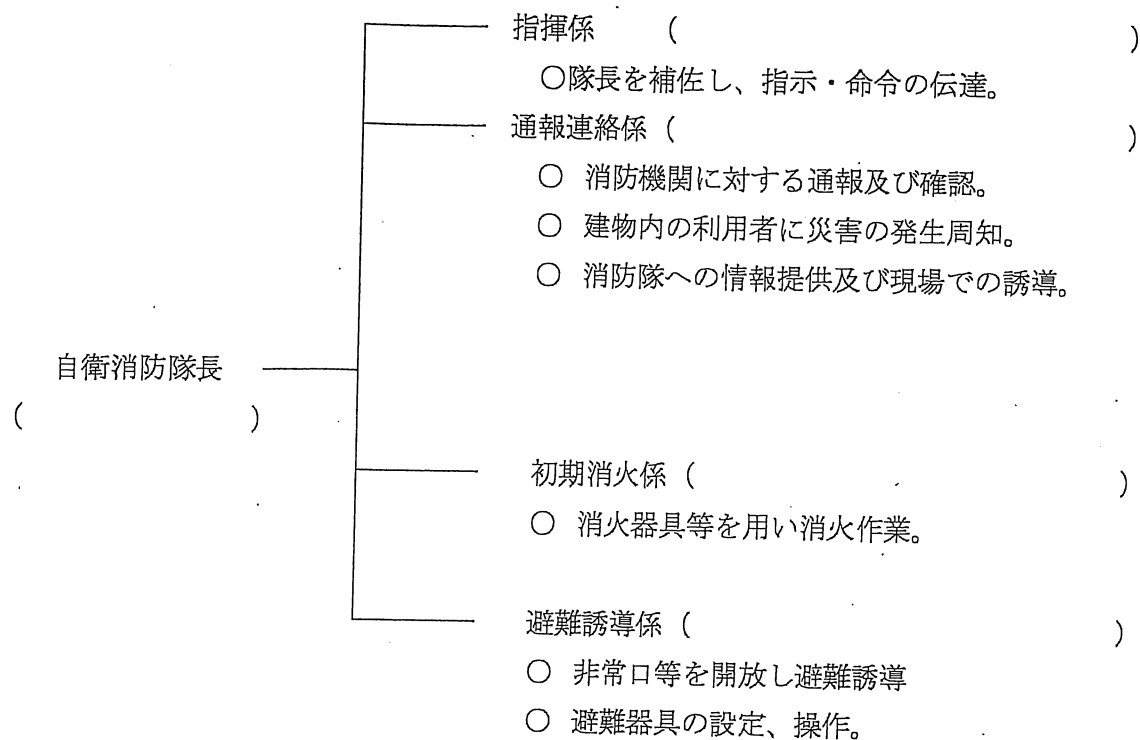 指揮係　　(　　　　　　　　　　　　　　　)
○隊長を補佐し、指示・命令の伝達。
通報連絡係 (　　　　　　　　　　　　　　　)
○ 消防機関に対する通報及び確認。
○ 建物内の利用者に災害の発生周知。
○ 消防隊への情報提供及び現場での誘導。
自衛消防隊長
(　　　　　　　　)
初期消火係 (　　　　　　　　　　　　　　　)
○ 消火器具等を用い消火作業。
避難誘導係 (　　　　　　　　　　　　　　　)
○ 非常口等を開放し避難誘導
○ 避難器具の設定、操作。